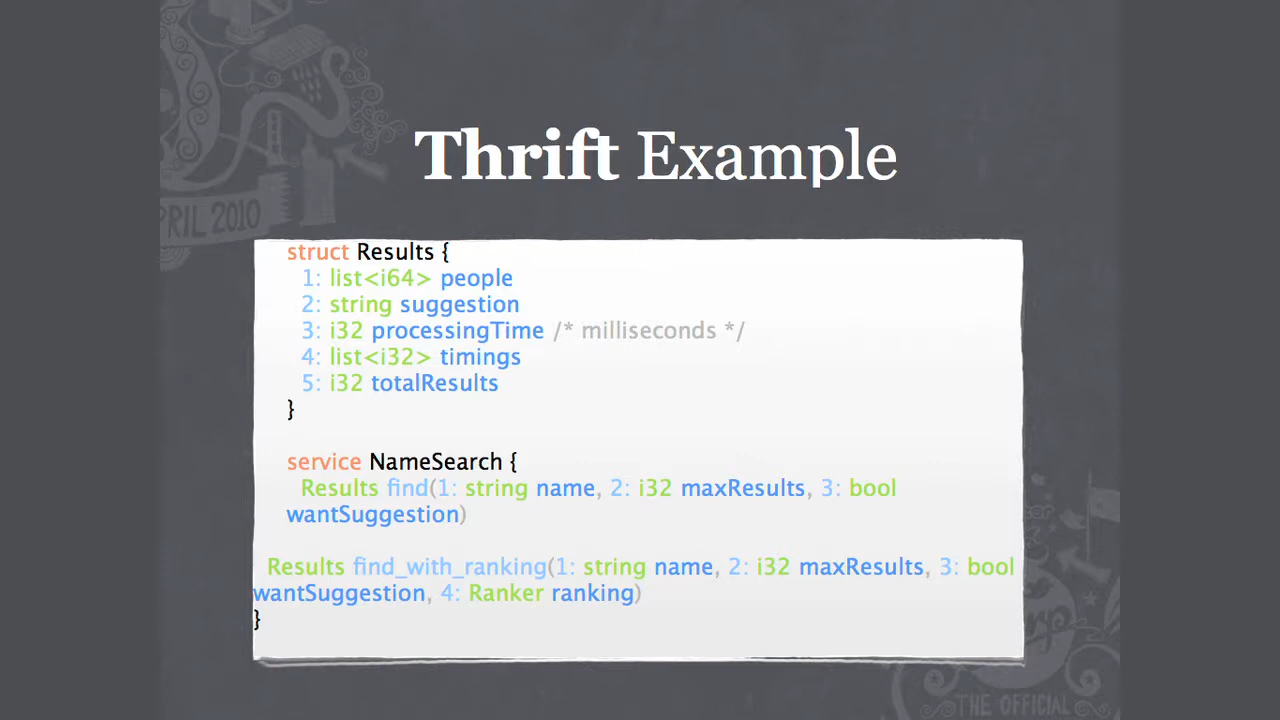 Thrift Example
PRIL 2010
struct Results {
1: list<i64> people
2: string suggestion
3: i32 processingTime /* milliseconds */
4: list<i32> timings
5: i32 totalResults
}
service NameSearch {
Results find(1: string name, 2: i32 maxResults, 3: bool
wantSuggestion)
Results find_with_ranking(1: string name, 2: i32 maxResults, 3: bool
wantSuggestion, 4: Ranker ranking)
}
THE OFFICIAL